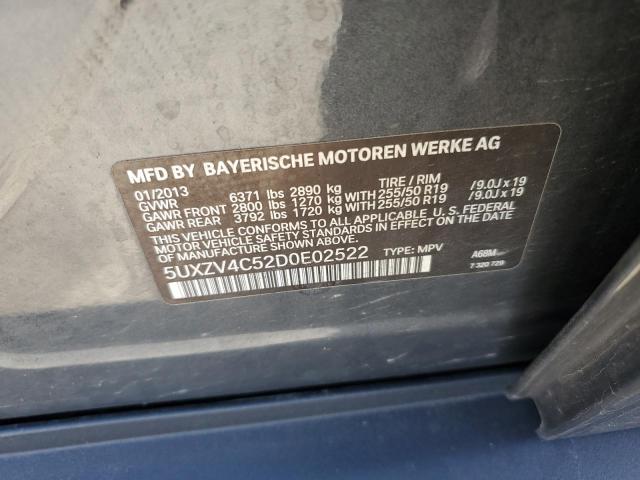 MFD BY BAYERISCHE MOTOREN WERKE AG
01/2013 TIRE / RIM
GVWR 6371 lbs 2890 kg
GAWR FRONT 2800 lbs 1270 kg WITH 255/50 R19 /9.0J x 19
GAWR REAR 3792 lbs 1720 kg WITH 255/50 R19 /9.0J x 19
THIS VEHICLE CONFORMS TO ALL APPLICABLE U. S. FEDERAL
MOTOR VEHICLE SAFETY STANDARDS IN EFFECT ON THE DATE
OF MANUFACTURE SHOWN ABOVE.
5UXZV4C52D0E02522 TYPE: MPV A68M
7 320 729